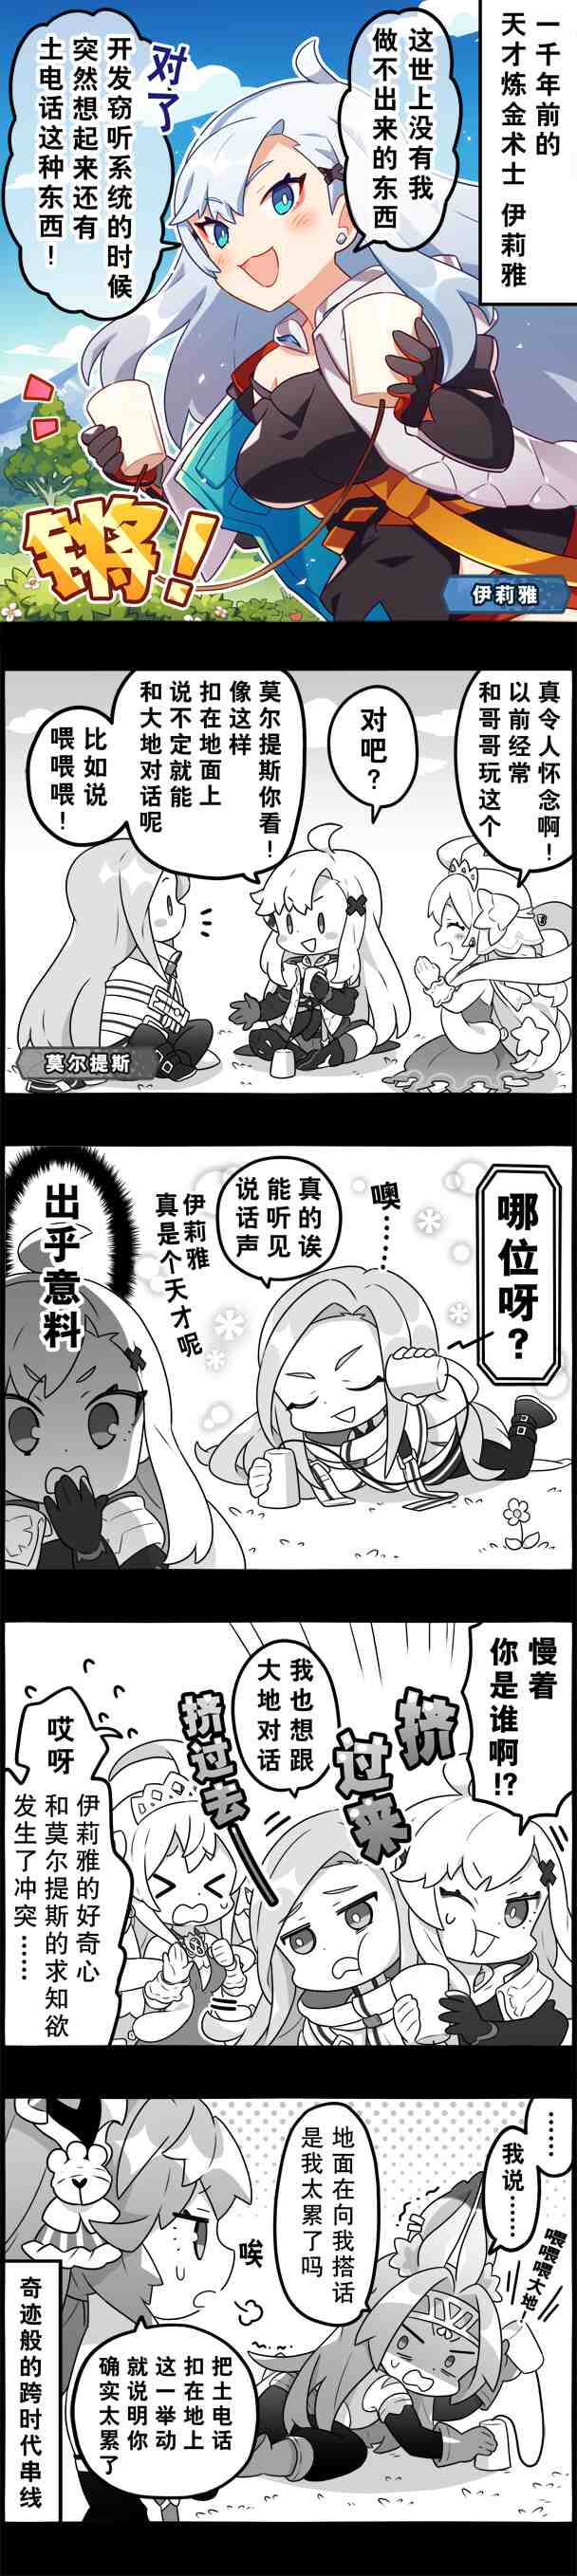 一千年前的
天才炼金术士 伊莉雅
这世上没有我
做不出来的东西
对了
开发窃听系统的时候
突然想起来还有
土电话这种东西！
锵！
伊莉雅
真令人怀念啊！
以前经常
和哥哥玩这个
对吧？
莫尔提斯你看！
像这样
扣在地面上
说不定就能
和大地对话呢
比如说
喂喂喂！
莫尔提斯
哪位呀？
噢……
真的诶
能听见
说话声
伊莉雅
真是个天才呢
出乎意料
慢着
你是谁啊!?
挤过来
我也想跟
大地对话
挤过去
哎呀
伊莉雅的好奇心
和莫尔提斯的求知欲
发生了冲突……
……
我说……
喂喂喂大地！
地面在向我搭话
是我太累了吗
唉
把土电话
扣在地上
这一举动
就说明你
确实太累了
奇迹般的跨时代串线